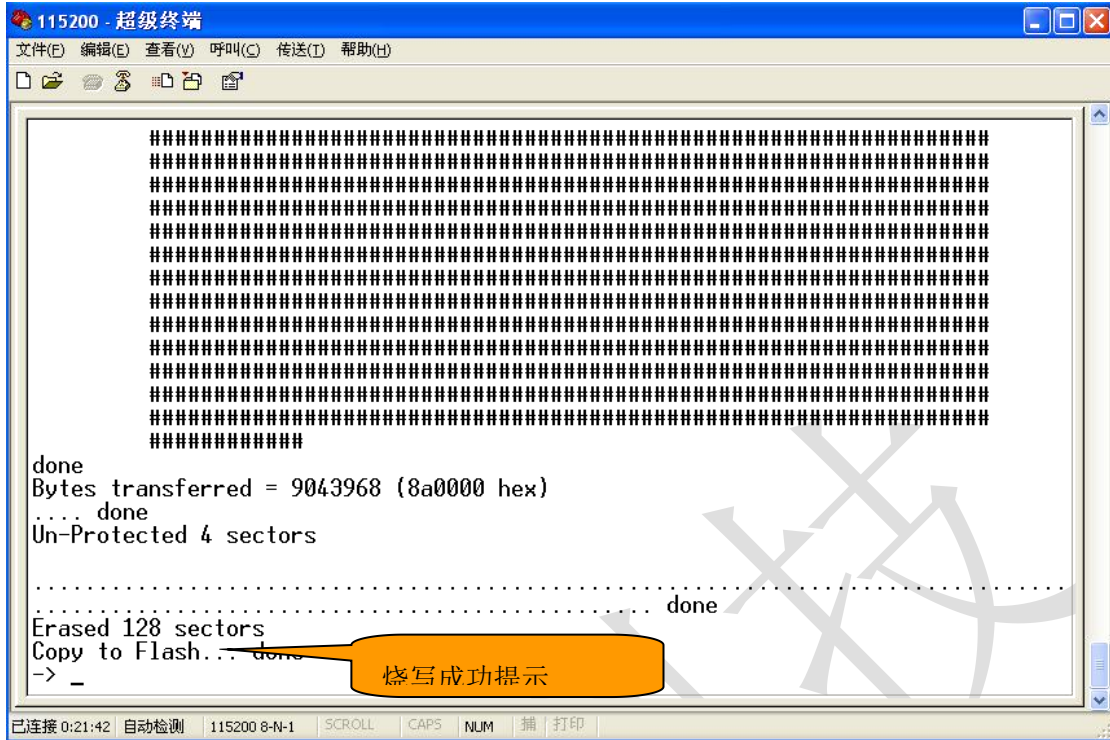 115200 - 超级终端
文件(F) 编辑(E) 查看(V) 呼叫(C) 传送(T) 帮助(H)
#################################################################
#################################################################
#################################################################
#################################################################
#################################################################
#################################################################
#################################################################
#################################################################
#################################################################
#################################################################
#################################################################
#################################################################
#################################################################
############
done
Bytes transferred = 9043968 (8a0000 hex)
.... done
Un-Protected 4 sectors
................................................................................
................................................ done
Erased 128 sectors
Copy to Flash... done
烧写成功提示
-> _
已连接 0:21:42 自动检测 115200 8-N-1 SCROLL CAPS NUM 捕 打印